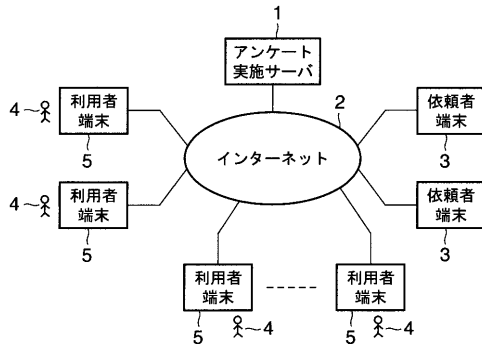 1
アンケート
実施サーバ
2
インターネット
4
利用者
端末
5
依頼者
端末
3
4
利用者
端末
5
依頼者
端末
3
利用者
端末
5
4
利用者
端末
5
4